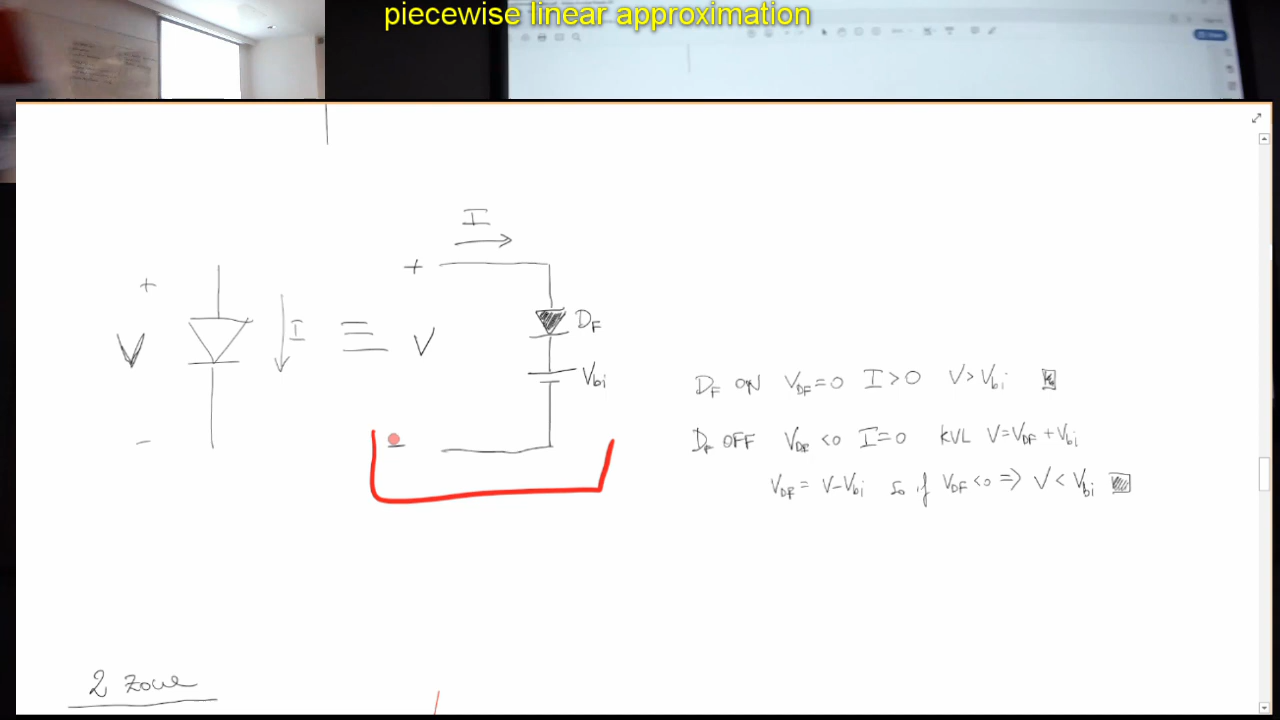 piecewise linear approximation
I
+ +
V I ≡ V D_F
V_bi
- -
D_F ON V_DF = 0 I > 0 V > V_bi
D_F OFF V_DF < 0 I = 0 KVL V = V_DF + V_bi
V_DF = V - V_bi so if V_DF < 0 => V < V_bi
2 zone